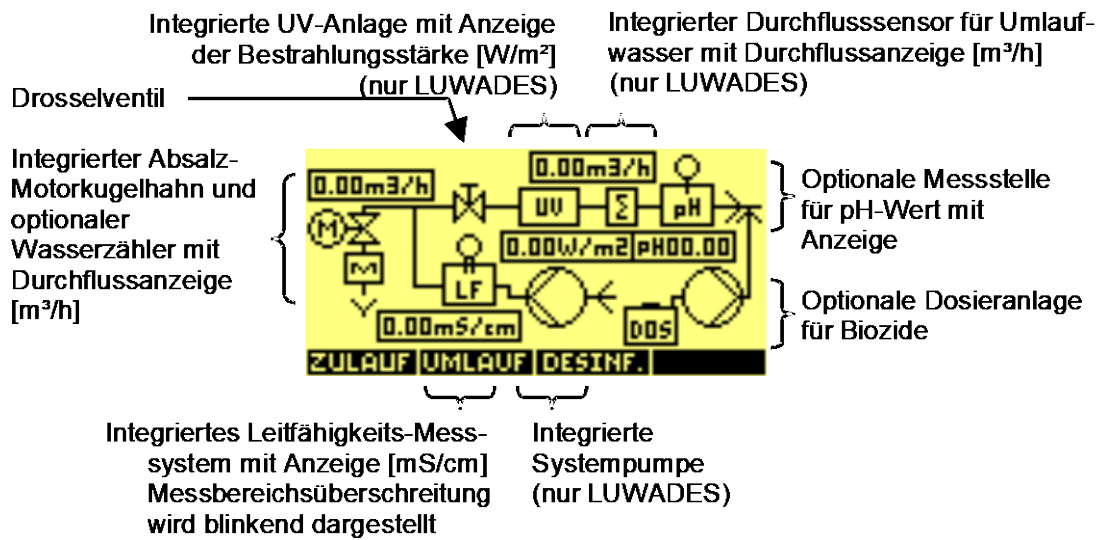 Integrierte UV-Anlage mit Anzeige
der Bestrahlungsstärke [W/m²]
(nur LUWADES)
Integrierter Durchflusssensor für Umlauf-
wasser mit Durchflussanzeige [m³/h]
(nur LUWADES)
Drosselventil
Integrierter Absalz-
Motorkugelhahn und
optionaler
Wasserzähler mit
Durchflussanzeige
[m³/h]
0.00m3/h
0.00m3/h
M
UV
Σ
pH
0.00W/m2
pH00.00
M
LF
0.00mS/cm
DOS
ZULAUF
UMLAUF
DESINF.
Optionale Messstelle
für pH-Wert mit
Anzeige
Optionale Dosieranlage
für Biozide
Integriertes Leitfähigkeits-Mess-
system mit Anzeige [mS/cm]
Messbereichsüberschreitung
wird blinkend dargestellt
Integrierte
Systempumpe
(nur LUWADES)